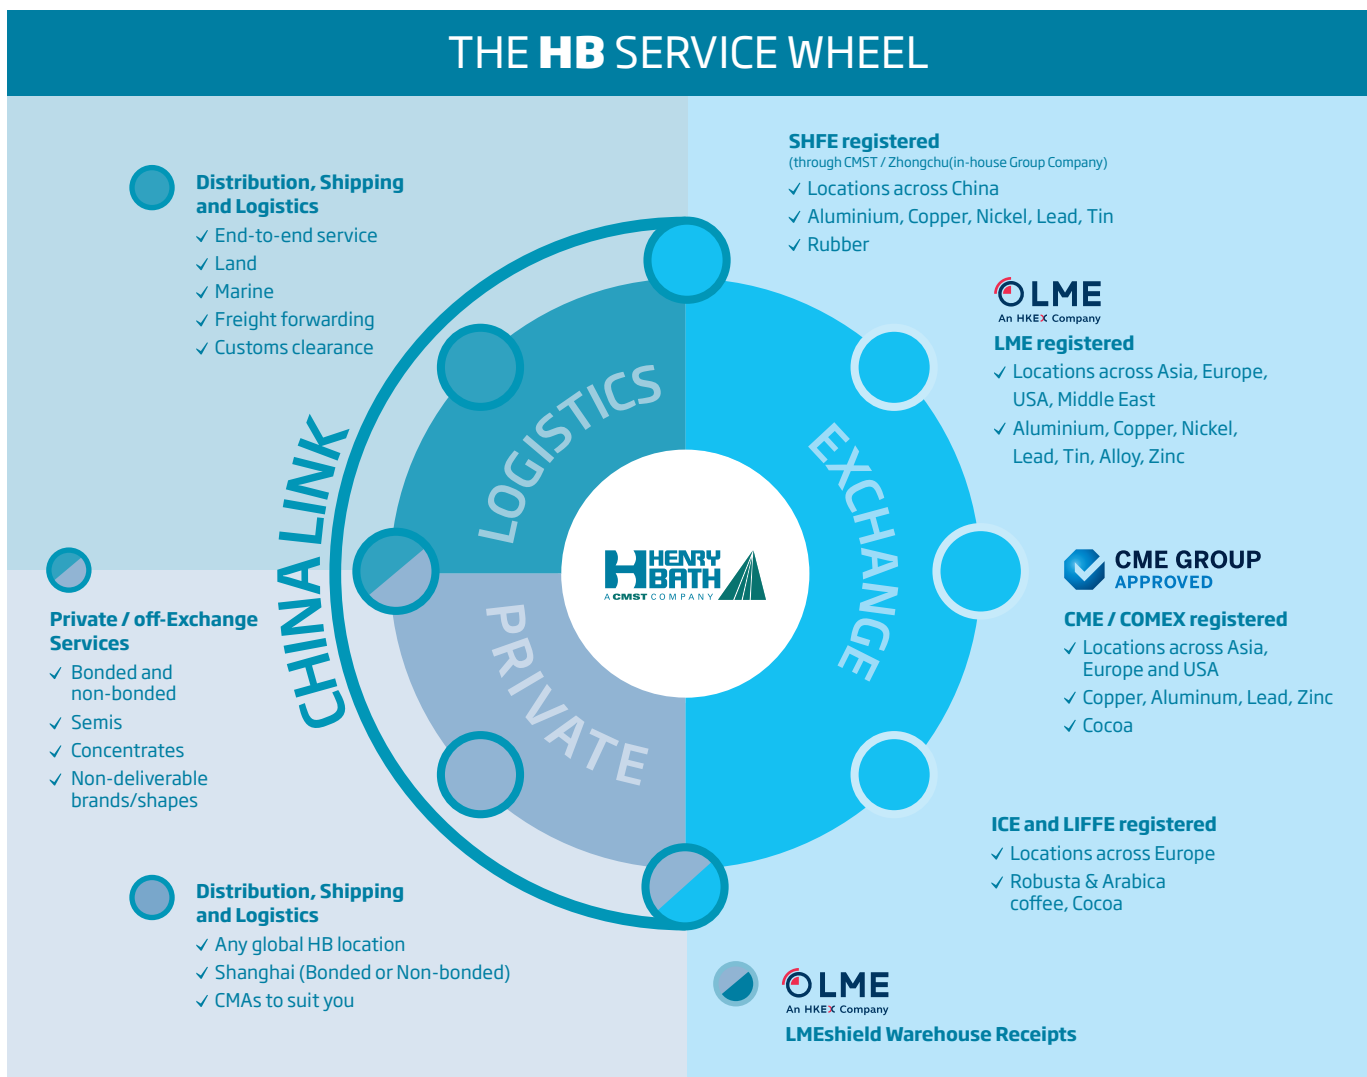 THE HB SERVICE WHEEL
Distribution, Shipping
and Logistics
End-to-end service
Land
Marine
Freight forwarding
Customs clearance
SHFE registered
(through CMST / Zhongchu(in-house Group Company)
Locations across China
Aluminium, Copper, Nickel, Lead, Tin
Rubber
LME
An HKEX Company
LME registered
Locations across Asia, Europe,
USA, Middle East
Aluminium, Copper, Nickel,
Lead, Tin, Alloy, Zinc
CHINA LINK
LOGISTICS
EXCHANGE
PRIVATE
HENRY
BATH
A CMST COMPANY
Private / off-Exchange
Services
Bonded and
non-bonded
Semis
Concentrates
Non-deliverable
brands/shapes
CME GROUP
APPROVED
CME / COMEX registered
Locations across Asia,
Europe and USA
Copper, Aluminum, Lead, Zinc
Cocoa
ICE and LIFFE registered
Locations across Europe
Robusta & Arabica
coffee, Cocoa
Distribution, Shipping
and Logistics
Any global HB location
Shanghai (Bonded or Non-bonded)
CMAs to suit you
LME
An HKEX Company
LMEshield Warehouse Receipts